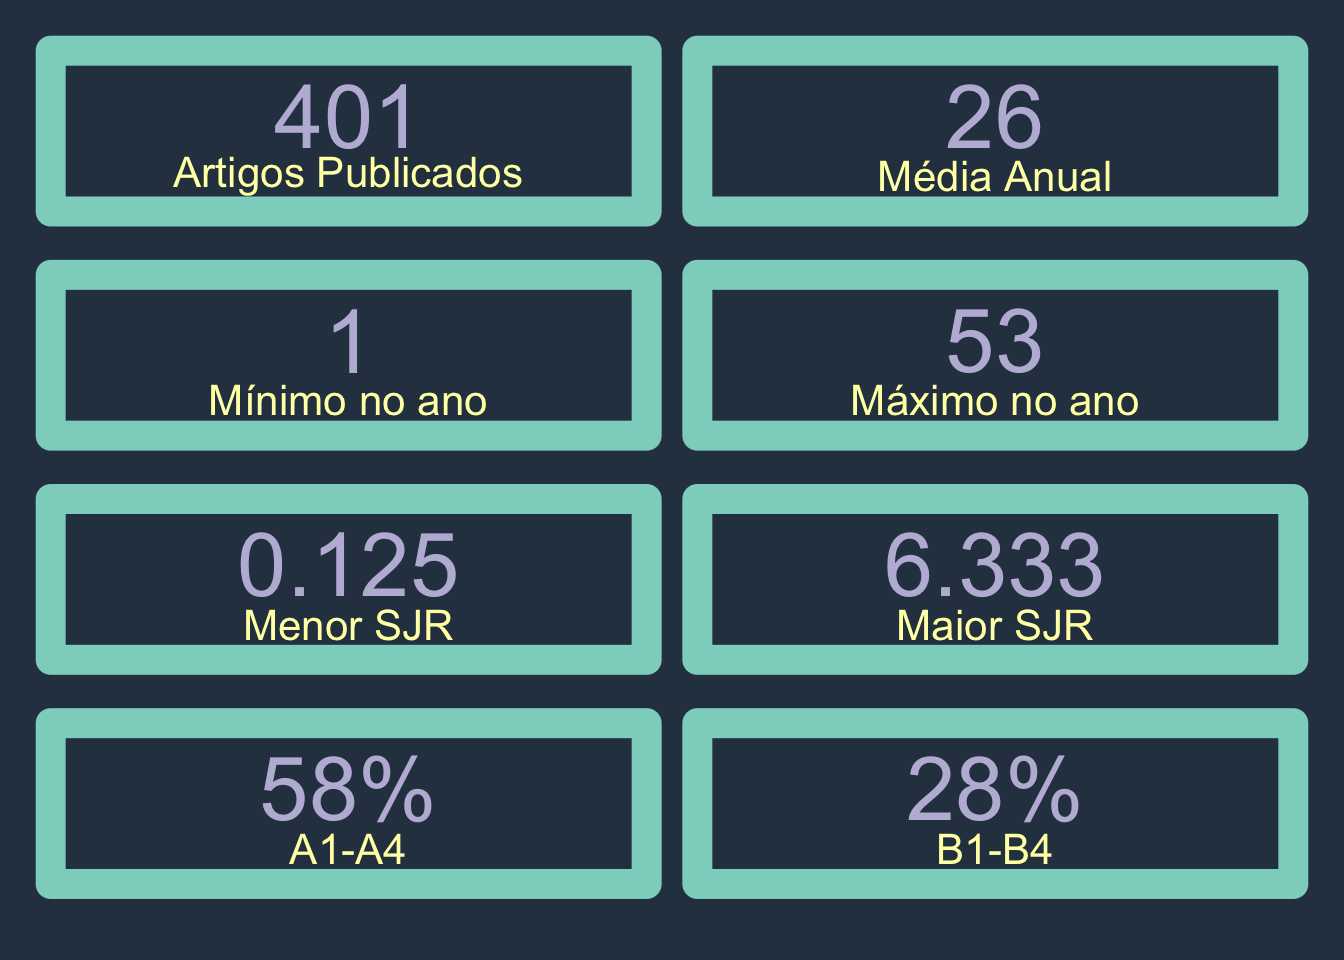 401
Artigos Publicados
26
Média Anual
1
Mínimo no ano
53
Máximo no ano
0.125
Menor SJR
6.333
Maior SJR
58%
A1-A4
28%
B1-B4